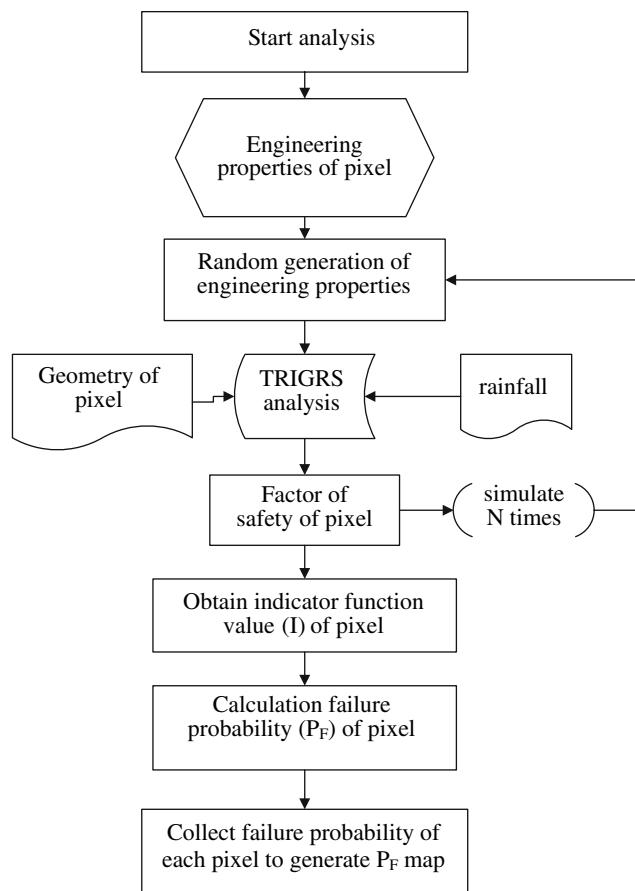 Start analysis
Engineering
properties of pixel
Random generation of
engineering properties
Geometry of
pixel
TRIGRS
analysis
rainfall
Factor of
safety of pixel
simulate
N times
Obtain indicator function
value (I) of pixel
Calculation failure
probability (PF) of pixel
Collect failure probability of
each pixel to generate PF map